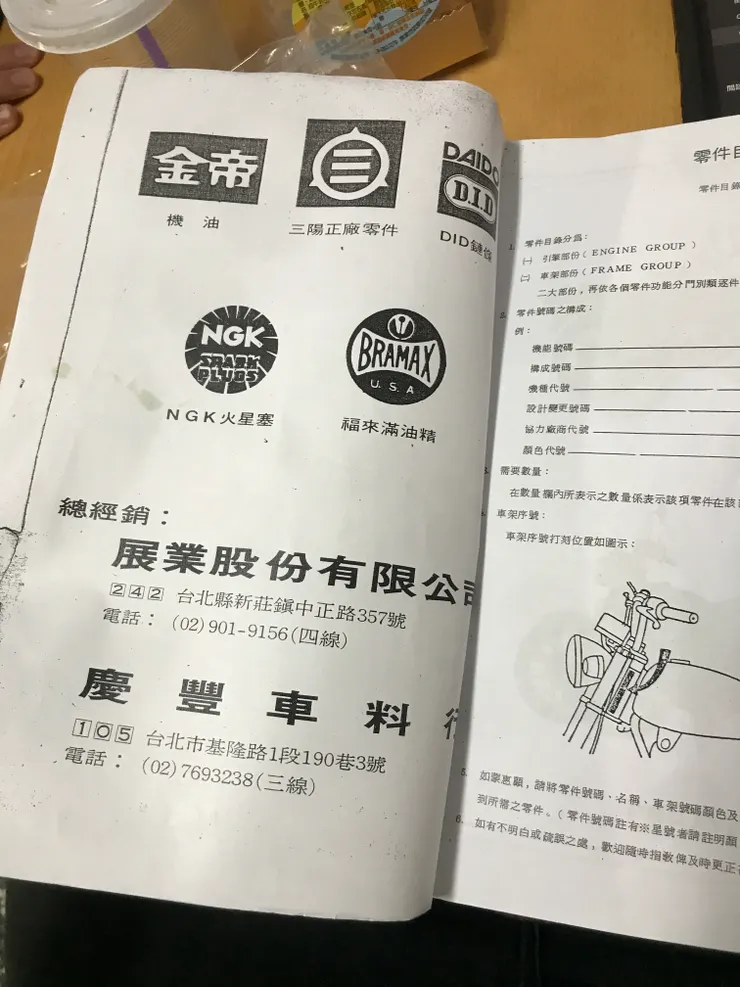 金帝
機油
三陽正廠零件
DAIDO
D.I.D
DID鏈條
NGK
SPARK
PLUGS
NGK火星塞
BRAMAX
U.S.A
福來滿油精
總經銷：
展業股份有限公司
242 台北縣新莊鎮中正路357號
電話：(02)901-9156(四線)
慶豐車料行
105 台北市基隆路1段190巷3號
電話：(02)7693238(三線)
零件目
零件目錄
1. 零件目錄分爲：
㈠ 引擎部份( ENGINE GROUP )
㈡ 車架部份( FRAME GROUP )
二大部份，再依各個零件功能分門別類逐件
2. 零件號碼之構成：
例：
機能號碼
構成號碼
機種代號
設計變更號碼
協力廠商代號
顏色代號
需要數量：
在數量欄內所表示之數量係表示該項零件在該
車架序號：
車架序號打刻位置如圖示：
5. 如蒙惠顧，請將零件號碼、名稱、車架號碼顏色及
到所需之零件。( 零件號碼註有※星號者請註明顏
6. 如有不明白或疏誤之處，歡迎隨時指教俾及時更正